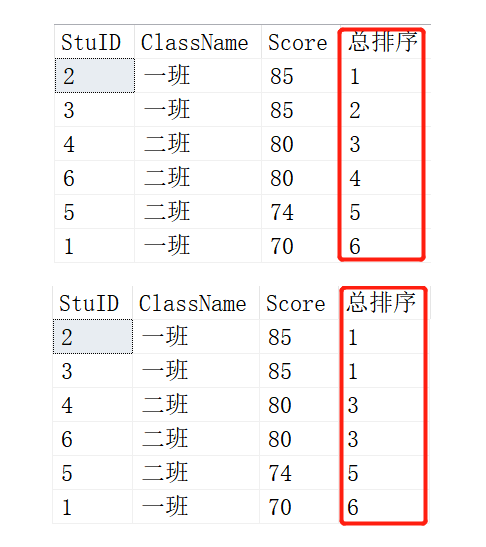 StuID ClassName Score 总排序
2 一班 85 1
3 一班 85 2
4 二班 80 3
6 二班 80 4
5 二班 74 5
1 一班 70 6
StuID ClassName Score 总排序
2 一班 85 1
3 一班 85 1
4 二班 80 3
6 二班 80 3
5 二班 74 5
1 一班 70 6